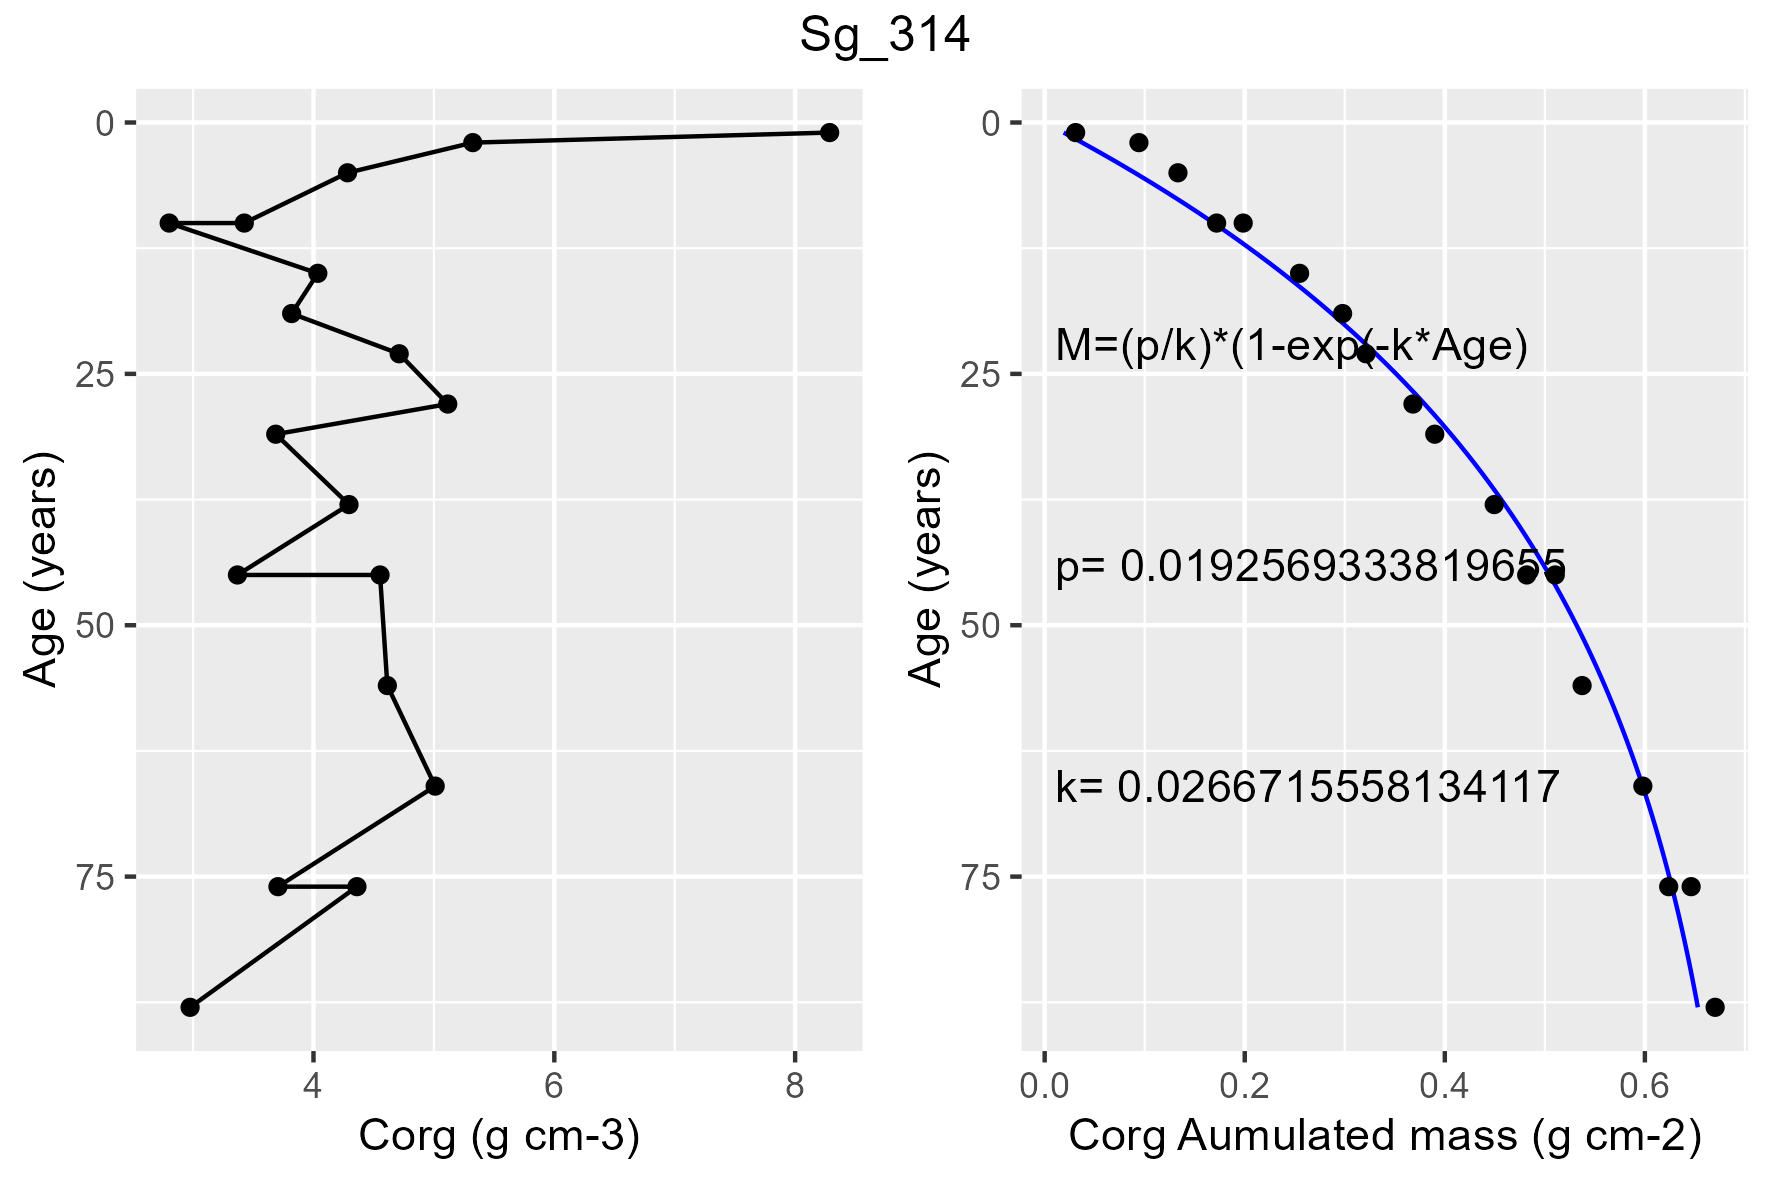 Sg_314
0
25
50
75
Age (years)
4
6
8
Corg (g cm-3)
0
25
50
75
Age (years)
M=(p/k)*(1-exp(-k*Age)
p= 0.0192569333819655
k= 0.0266715558134117
0.0
0.2
0.4
0.6
Corg Aumulated mass (g cm-2)